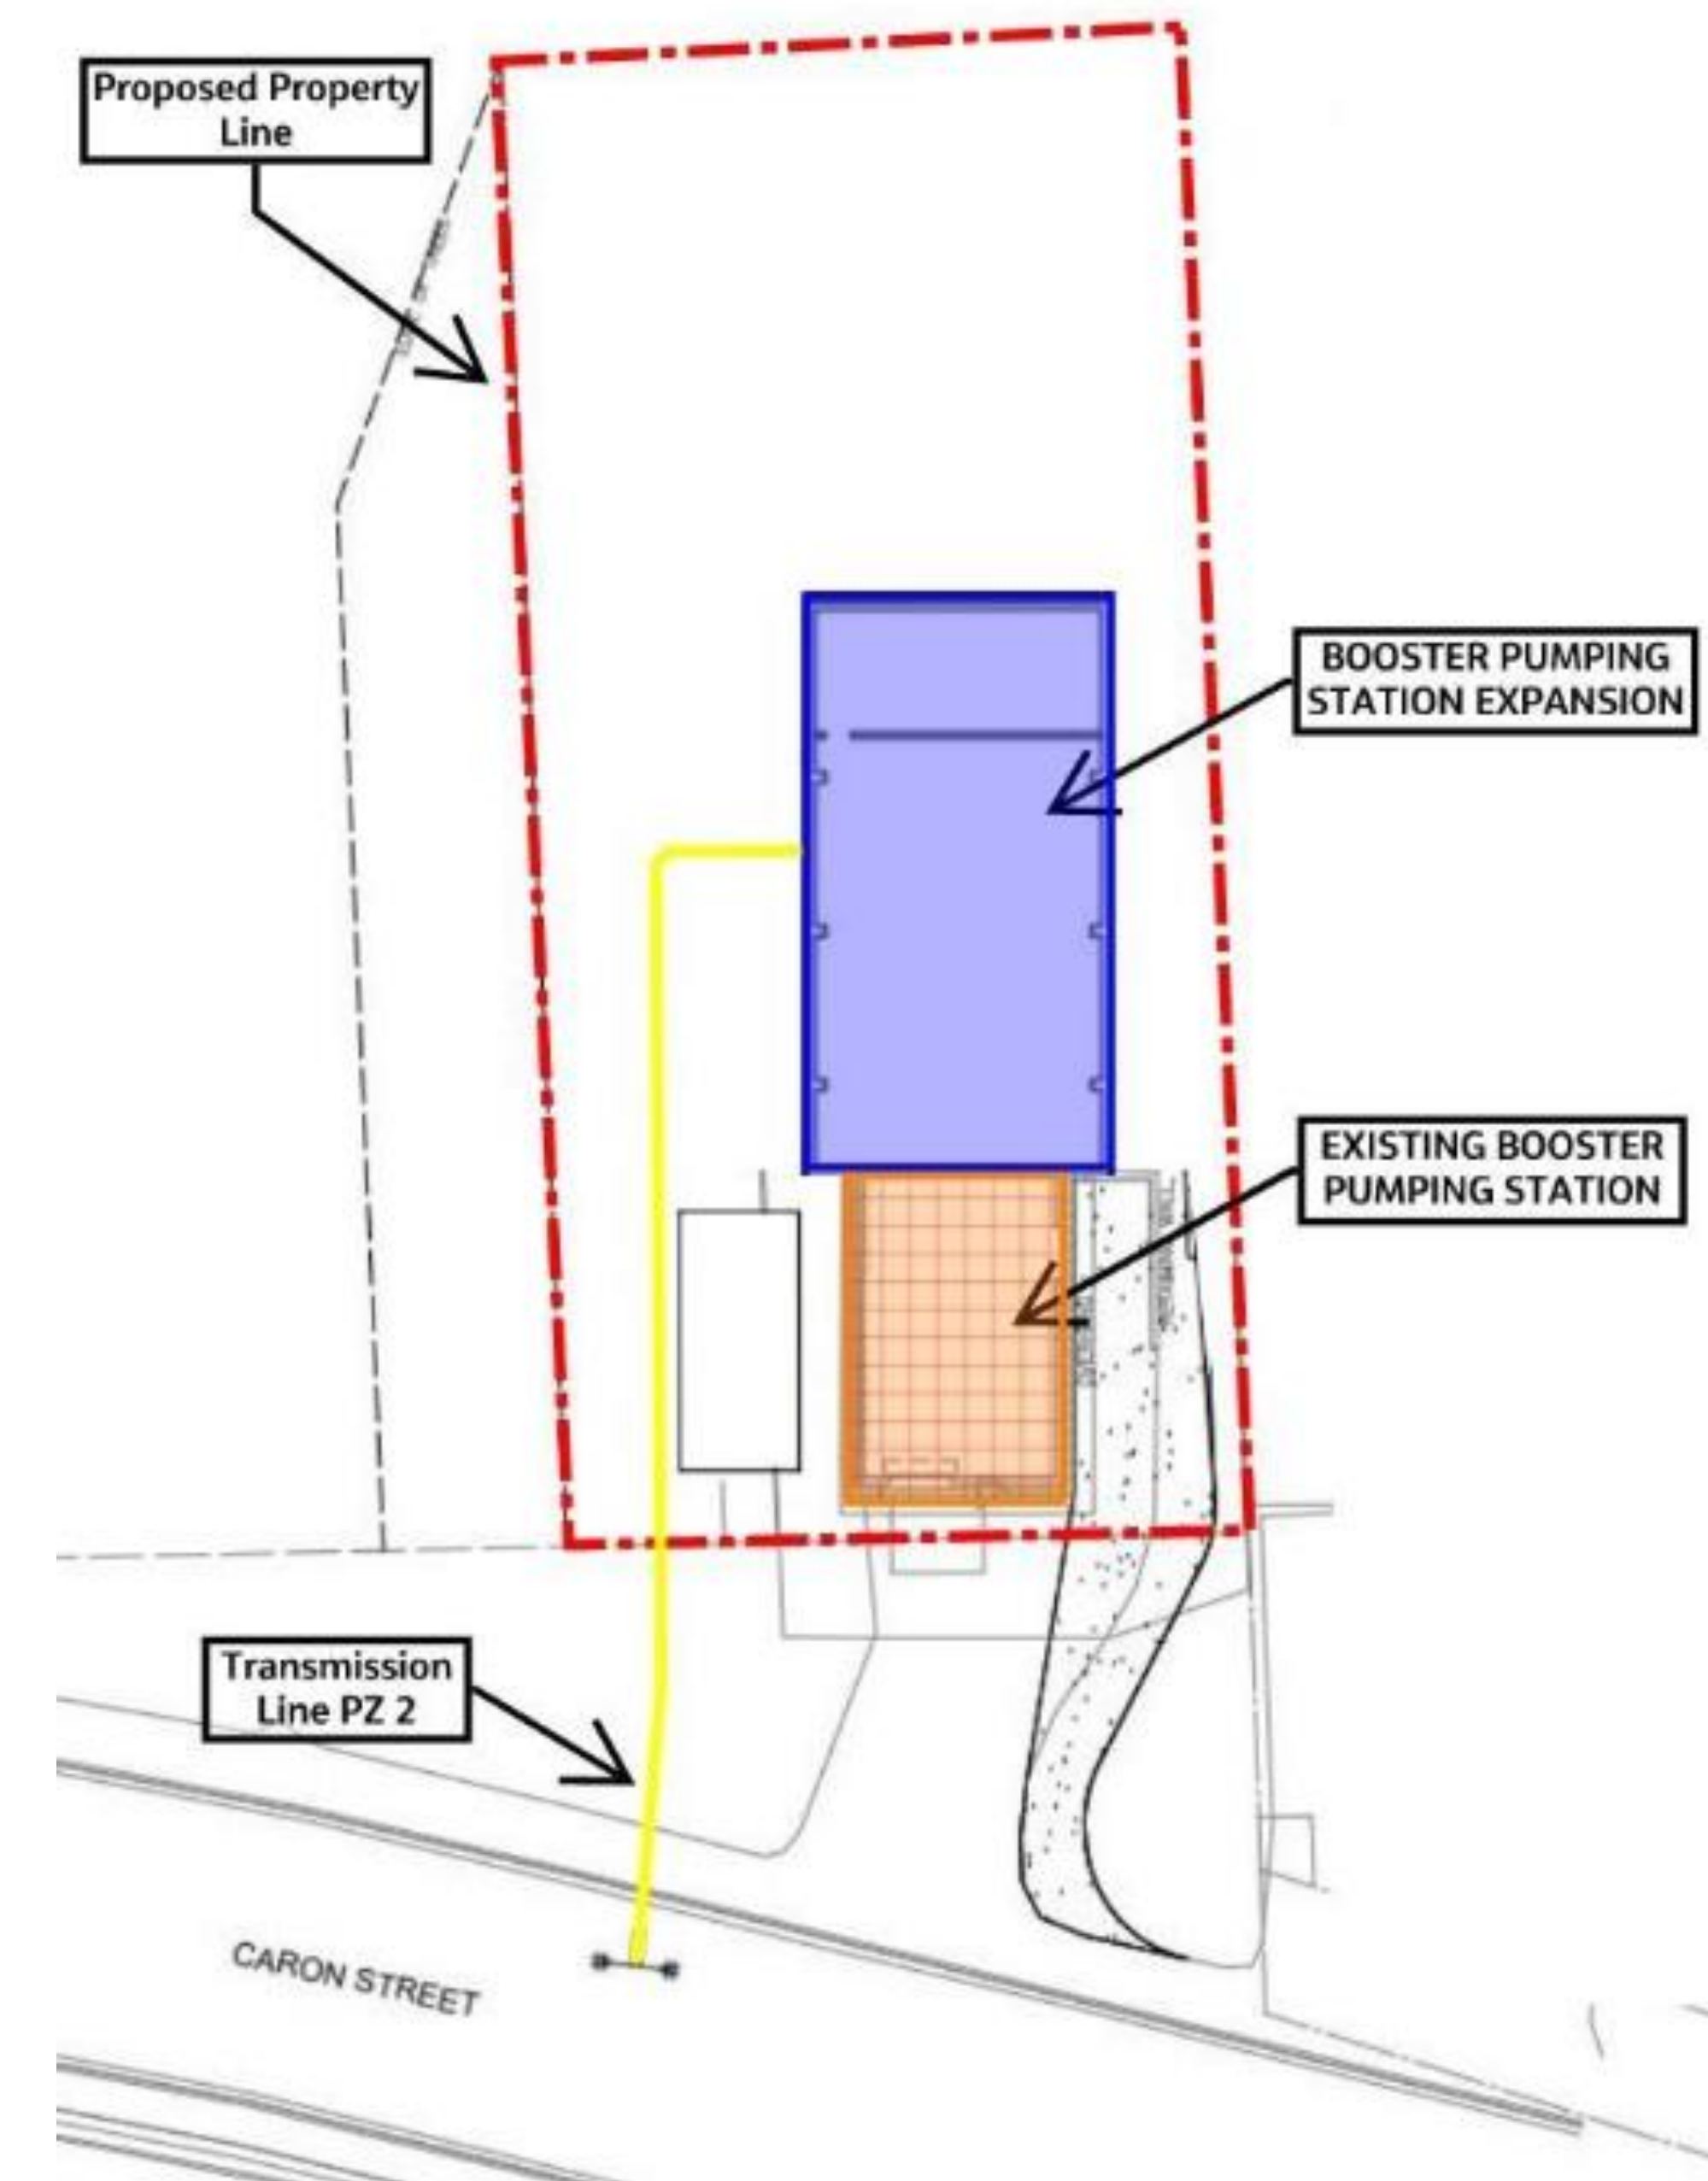 Proposed Property
Line
BOOSTER PUMPING
STATION EXPANSION
EXISTING BOOSTER
PUMPING STATION
Transmission
Line PZ 2
CARON STREET